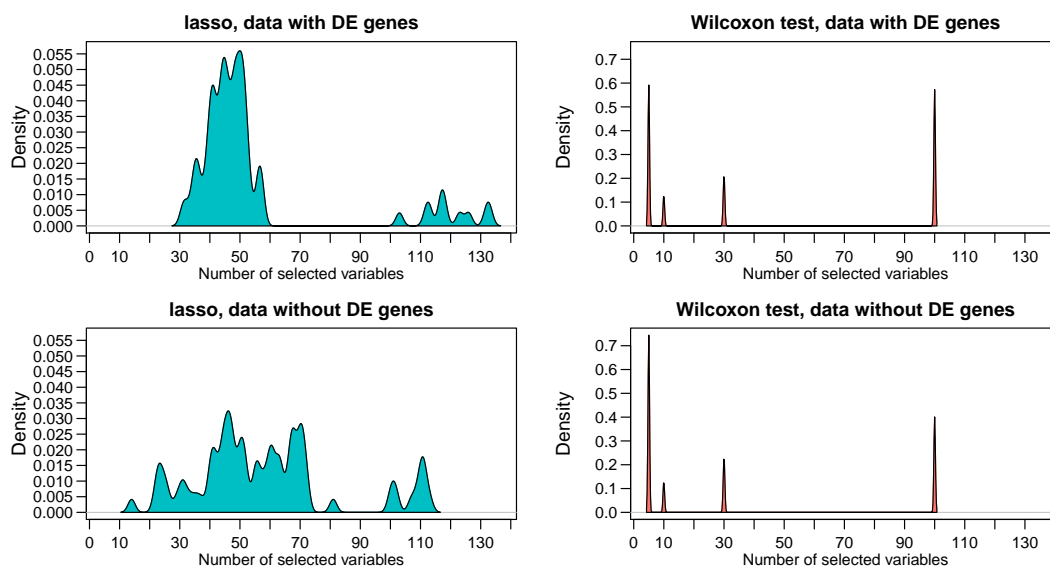 lasso, data with DE genes
Density
0.055
0.050
0.045
0.040
0.035
0.030
0.025
0.020
0.015
0.010
0.005
0.000
0 10 30 50 70 90 110 130
Number of selected variables
Wilcoxon test, data with DE genes
Density
0.7
0.6
0.5
0.4
0.3
0.2
0.1
0.0
0 10 30 50 70 90 110 130
Number of selected variables
lasso, data without DE genes
Density
0.055
0.050
0.045
0.040
0.035
0.030
0.025
0.020
0.015
0.010
0.005
0.000
0 10 30 50 70 90 110 130
Number of selected variables
Wilcoxon test, data without DE genes
Density
0.7
0.6
0.5
0.4
0.3
0.2
0.1
0.0
0 10 30 50 70 90 110 130
Number of selected variables